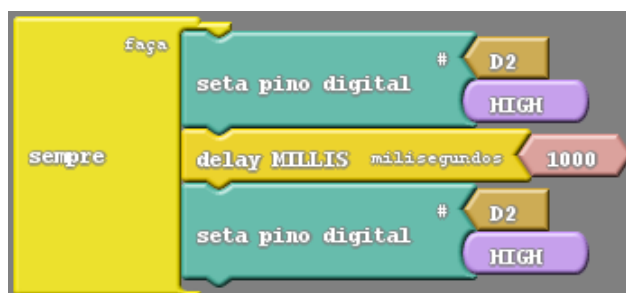 faça
# D2
seta pino digital
HIGH
sempre
delay MILLIS milisegundos 1000
# D2
seta pino digital
HIGH